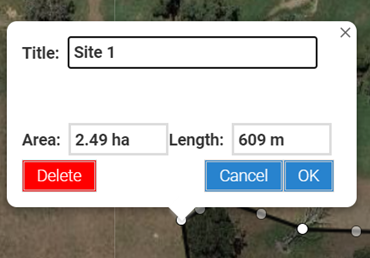 Title: Site 1
Area: 2.49 ha Length: 609 m
Delete Cancel OK